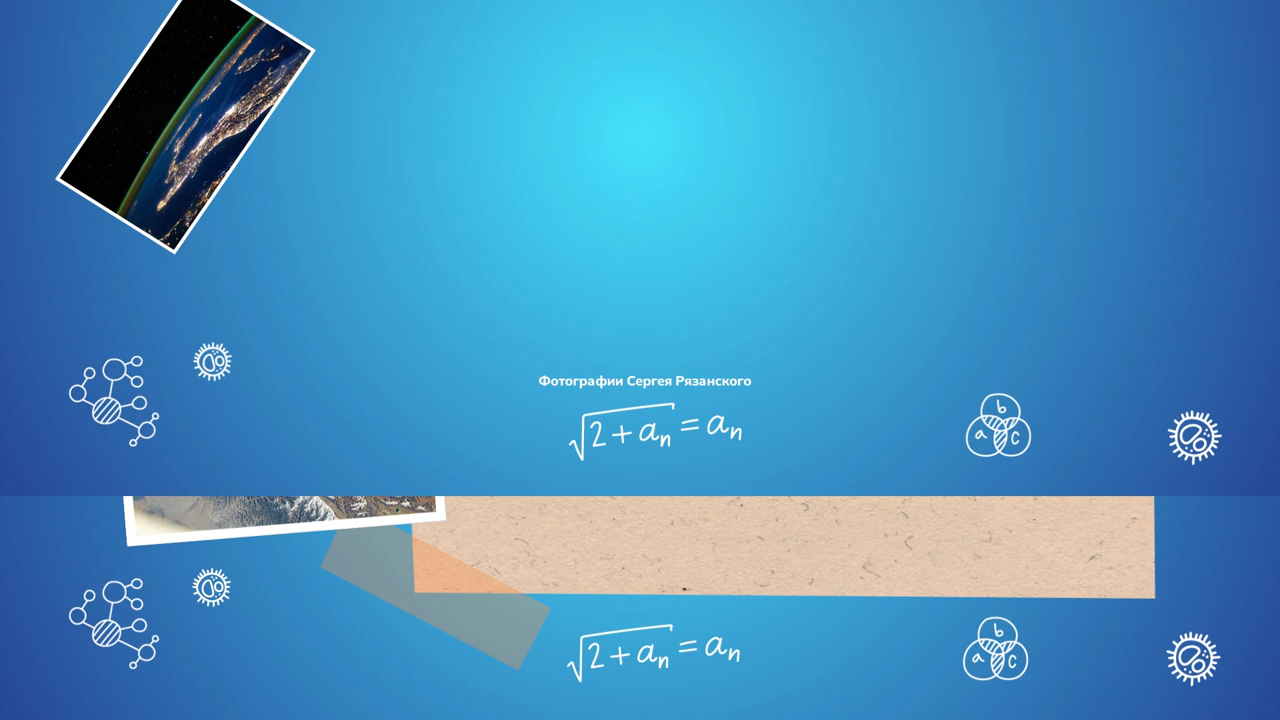 Фотографии Сергея Рязанского
√2 + aₙ = aₙ
b
a c
√2 + aₙ = aₙ
b
a c